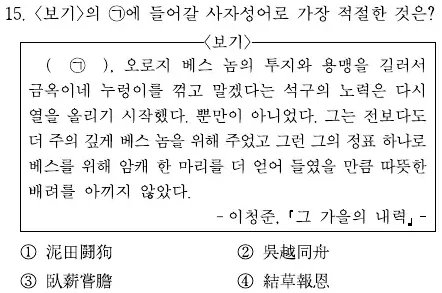 15. <보기>의 ㉠에 들어갈 사자성어로 가장 적절한 것은?
<보기>
( ㉠ ), 오로지 베스 놈의 투지와 용맹을 길러서
금옥이네 누렁이를 꺾고 말겠다는 석구의 노력은 다시
열을 올리기 시작했다. 뿐만이 아니었다. 그는 전보다도
더 주의 깊게 베스 놈을 위해 주었고 그런 그의 정표 하나로
베스를 위해 암캐 한 마리를 더 얻어 들였을 만큼 따뜻한
배려를 아끼지 않았다.
- 이청준, 『그 가을의 내력』 -
① 泥田鬪狗 ② 吳越同舟
③ 臥薪嘗膽 ④ 結草報恩